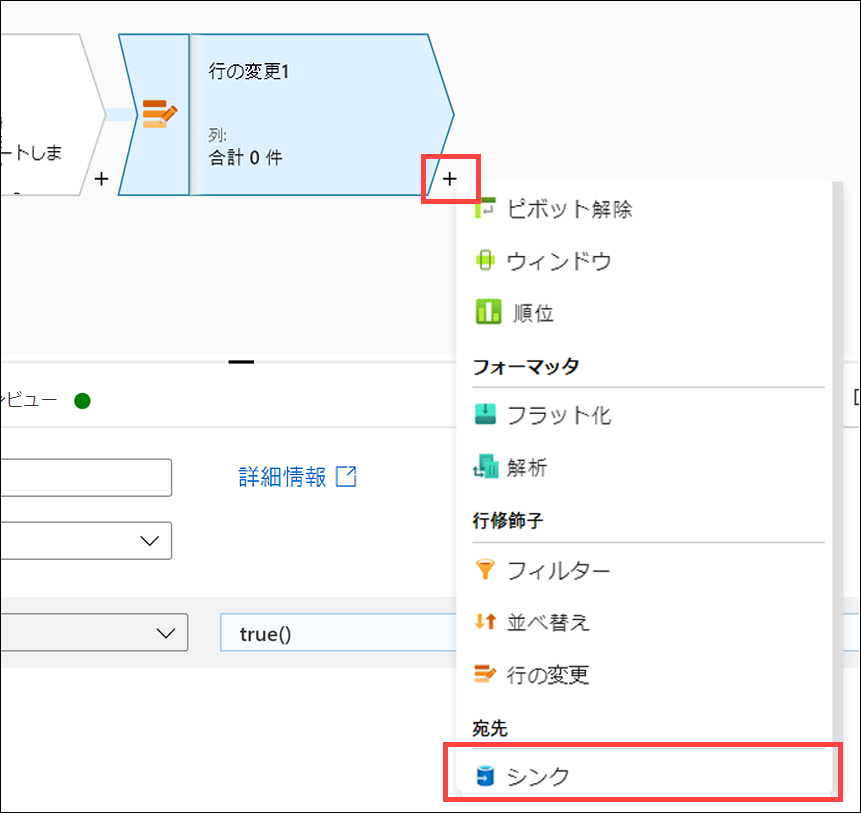 行の変更1
列:
合計 0 件
ートしま
+
+
ピボット解除
ウィンドウ
順位
フォーマッタ
フラット化
解析
行修飾子
フィルター
並べ替え
行の変更
宛先
シンク
ビュー
詳細情報
true()